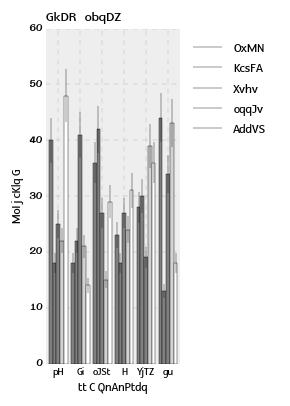 GkDR obqDZ
60
50
40
30
20
10
0
Mol j cKlq G
pH Gi oJSt H YjTZ gu
tt C QnAnPtdq
OxMN
KcsFA
Xvhv
oqqJv
AddVS